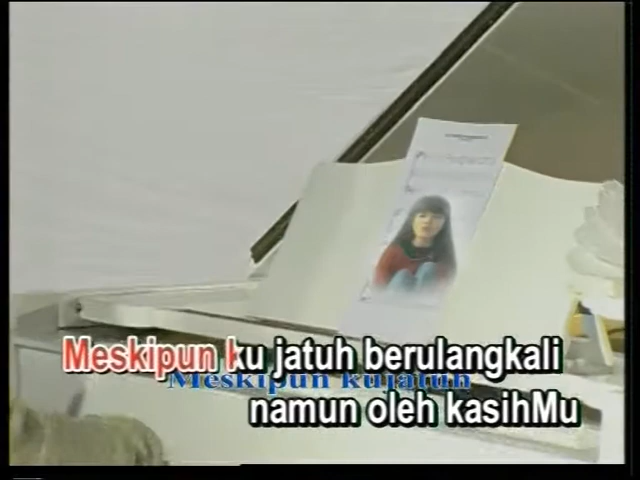 Meskipun ku jatuh berulangkali
Meskipun kujatuh
namun oleh kasihMu